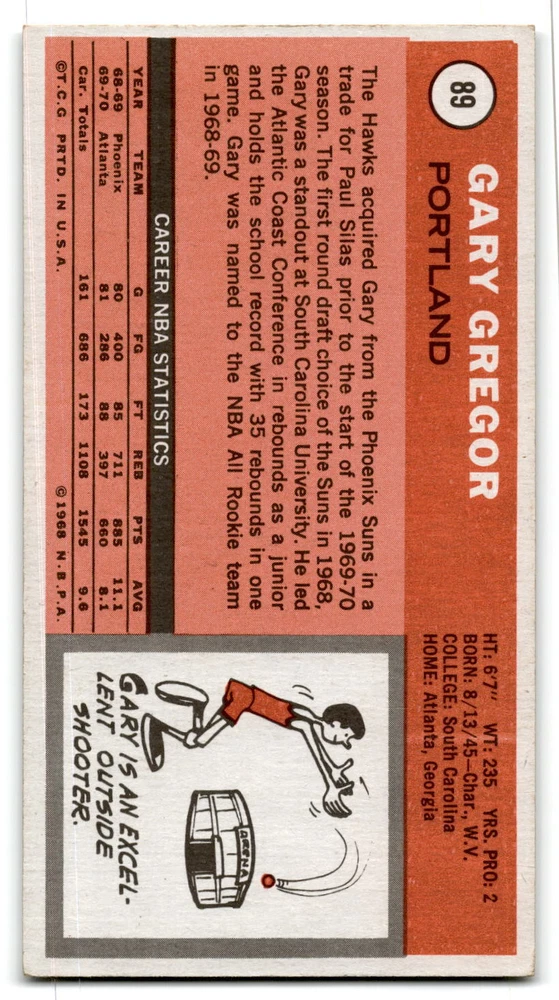 89
GARY GREGOR
PORTLAND
HT: 6'7" WT: 235 YRS. PRO: 2
BORN: 8/13/45—Char., W.V.
COLLEGE: South Carolina
HOME: Atlanta, Georgia
The Hawks acquired Gary from the Phoenix Suns in a
trade for Paul Silas prior to the start of the 1969-70
season. The first round draft choice of the Suns in 1968,
Gary was a standout at South Carolina University. He led
the Atlantic Coast Conference in rebounds as a junior
and holds the school record with 35 rebounds in one
game. Gary was named to the NBA All Rookie team
in 1968-69.
CAREER NBA STATISTICS
YEAR TEAM G FG FT REB PTS AVG
68-69 Phoenix 80 400 85 711 885 11.1
69-70 Atlanta 81 286 88 397 660 8.1
Car. Totals 161 686 173 1108 1545 9.6
©T.C.G. PRTD. IN U.S.A. ©1968 N.B.P.A.
ARENA
GARY IS AN EXCEL-
LENT OUTSIDE
SHOOTER.